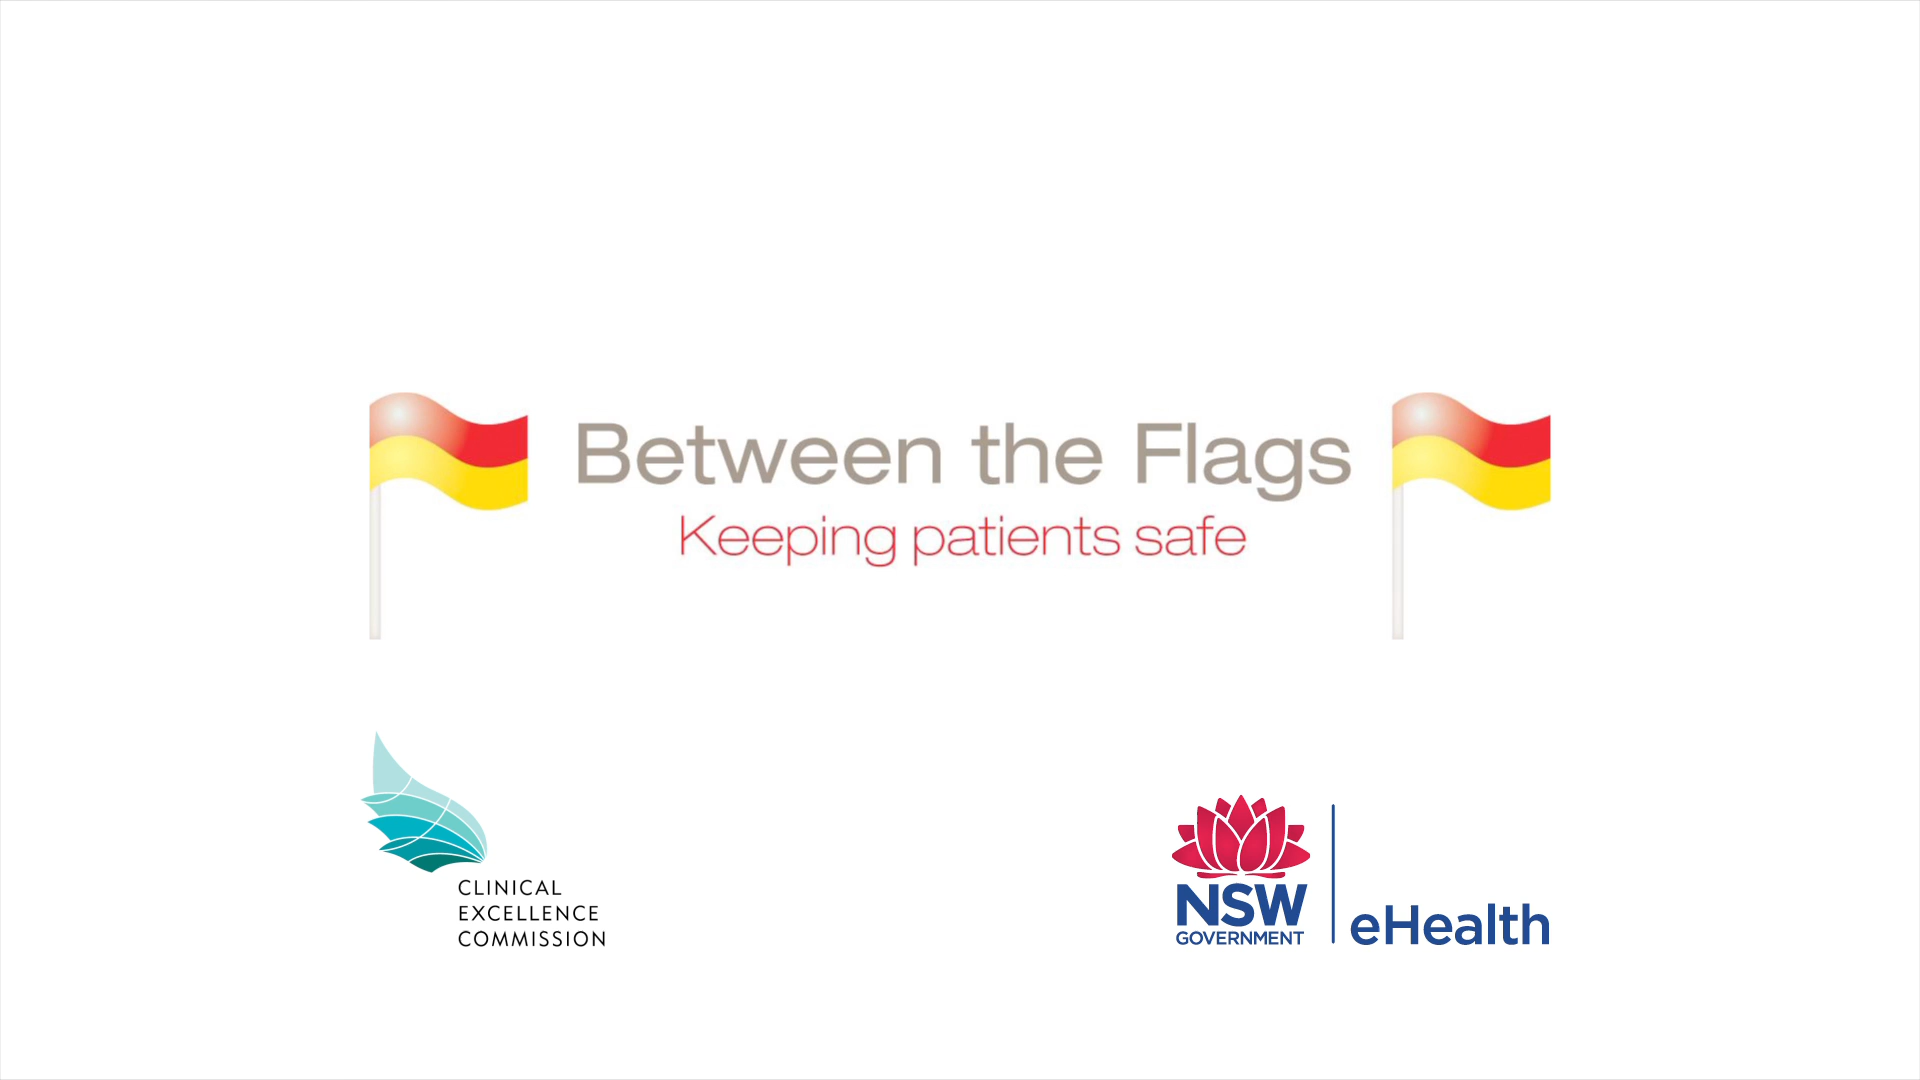 Between the Flags
Keeping patients safe
CLINICAL
EXCELLENCE
COMMISSION
NSW
GOVERNMENT
eHealth